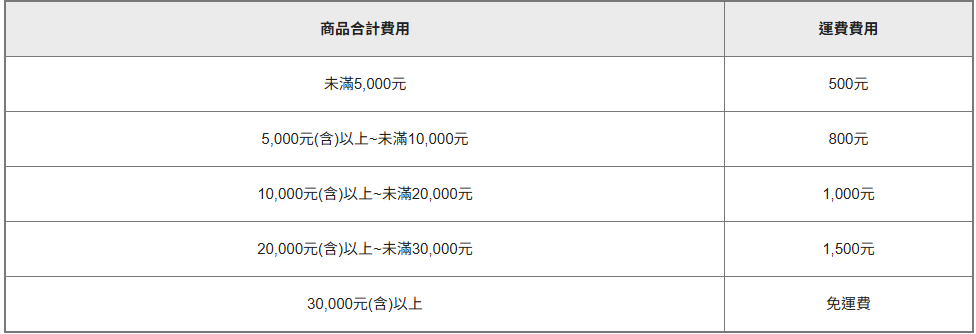 商品合計費用 運費費用
未滿5,000元 500元
5,000元(含)以上~未滿10,000元 800元
10,000元(含)以上~未滿20,000元 1,000元
20,000元(含)以上~未滿30,000元 1,500元
30,000元(含)以上 免運費